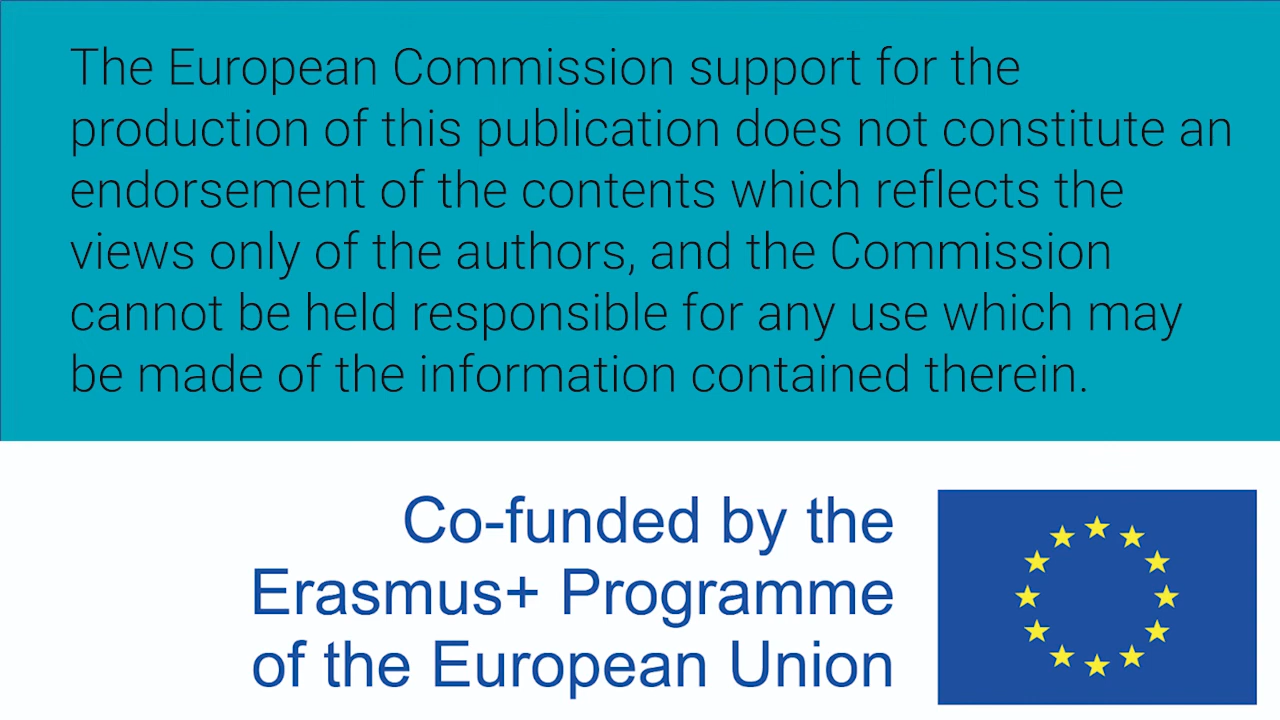 The European Commission support for the
production of this publication does not constitute an
endorsement of the contents which reflects the
views only of the authors, and the Commission
cannot be held responsible for any use which may
be made of the information contained therein.
Co-funded by the
Erasmus+ Programme
of the European Union